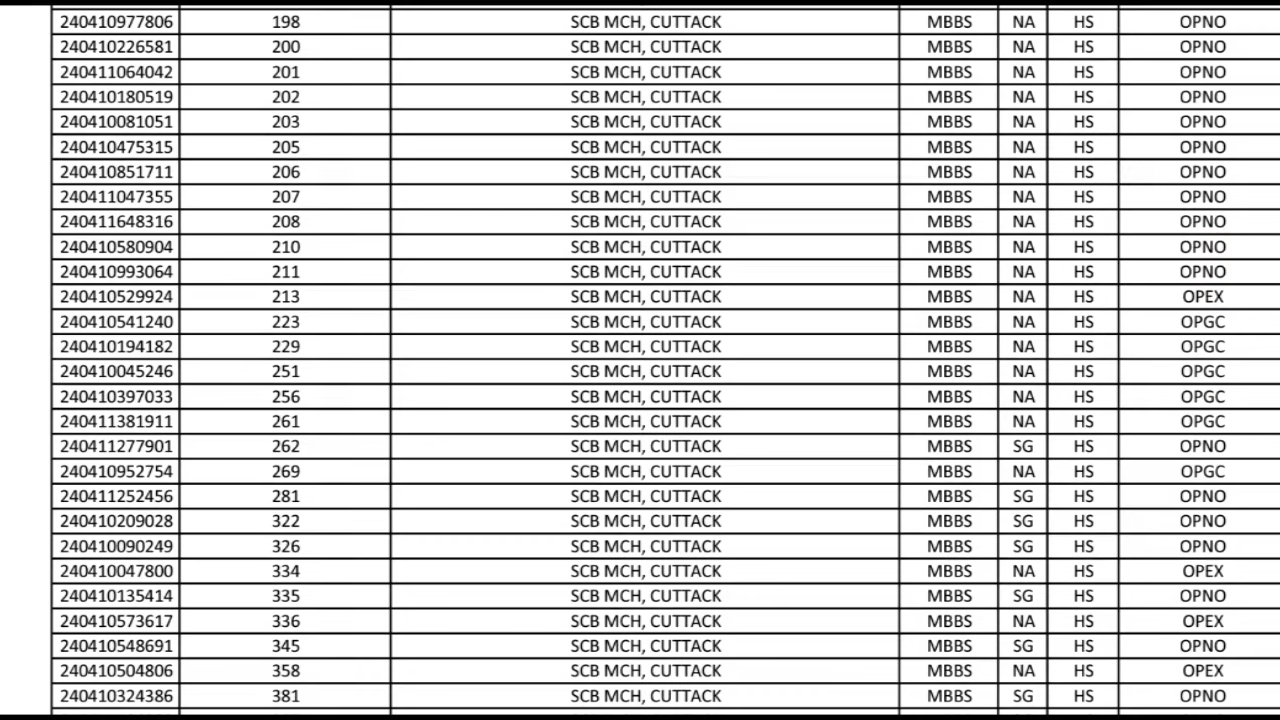 240410977806 198 SCB MCH, CUTTACK MBBS NA HS OPNO
240410226581 200 SCB MCH, CUTTACK MBBS NA HS OPNO
240411064042 201 SCB MCH, CUTTACK MBBS NA HS OPNO
240410180519 202 SCB MCH, CUTTACK MBBS NA HS OPNO
240410081051 203 SCB MCH, CUTTACK MBBS NA HS OPNO
240410475315 205 SCB MCH, CUTTACK MBBS NA HS OPNO
240410851711 206 SCB MCH, CUTTACK MBBS NA HS OPNO
240411047355 207 SCB MCH, CUTTACK MBBS NA HS OPNO
240411648316 208 SCB MCH, CUTTACK MBBS NA HS OPNO
240410580904 210 SCB MCH, CUTTACK MBBS NA HS OPNO
240410993064 211 SCB MCH, CUTTACK MBBS NA HS OPNO
240410529924 213 SCB MCH, CUTTACK MBBS NA HS OPEX
240410541240 223 SCB MCH, CUTTACK MBBS NA HS OPGC
240410194182 229 SCB MCH, CUTTACK MBBS NA HS OPGC
240410045246 251 SCB MCH, CUTTACK MBBS NA HS OPGC
240410397033 256 SCB MCH, CUTTACK MBBS NA HS OPGC
240411381911 261 SCB MCH, CUTTACK MBBS NA HS OPGC
240411277901 262 SCB MCH, CUTTACK MBBS SG HS OPNO
240410952754 269 SCB MCH, CUTTACK MBBS NA HS OPGC
240411252456 281 SCB MCH, CUTTACK MBBS SG HS OPNO
240410209028 322 SCB MCH, CUTTACK MBBS SG HS OPNO
240410090249 326 SCB MCH, CUTTACK MBBS SG HS OPNO
240410047800 334 SCB MCH, CUTTACK MBBS NA HS OPEX
240410135414 335 SCB MCH, CUTTACK MBBS SG HS OPNO
240410573617 336 SCB MCH, CUTTACK MBBS NA HS OPEX
240410548691 345 SCB MCH, CUTTACK MBBS SG HS OPNO
240410504806 358 SCB MCH, CUTTACK MBBS NA HS OPEX
240410324386 381 SCB MCH, CUTTACK MBBS SG HS OPNO